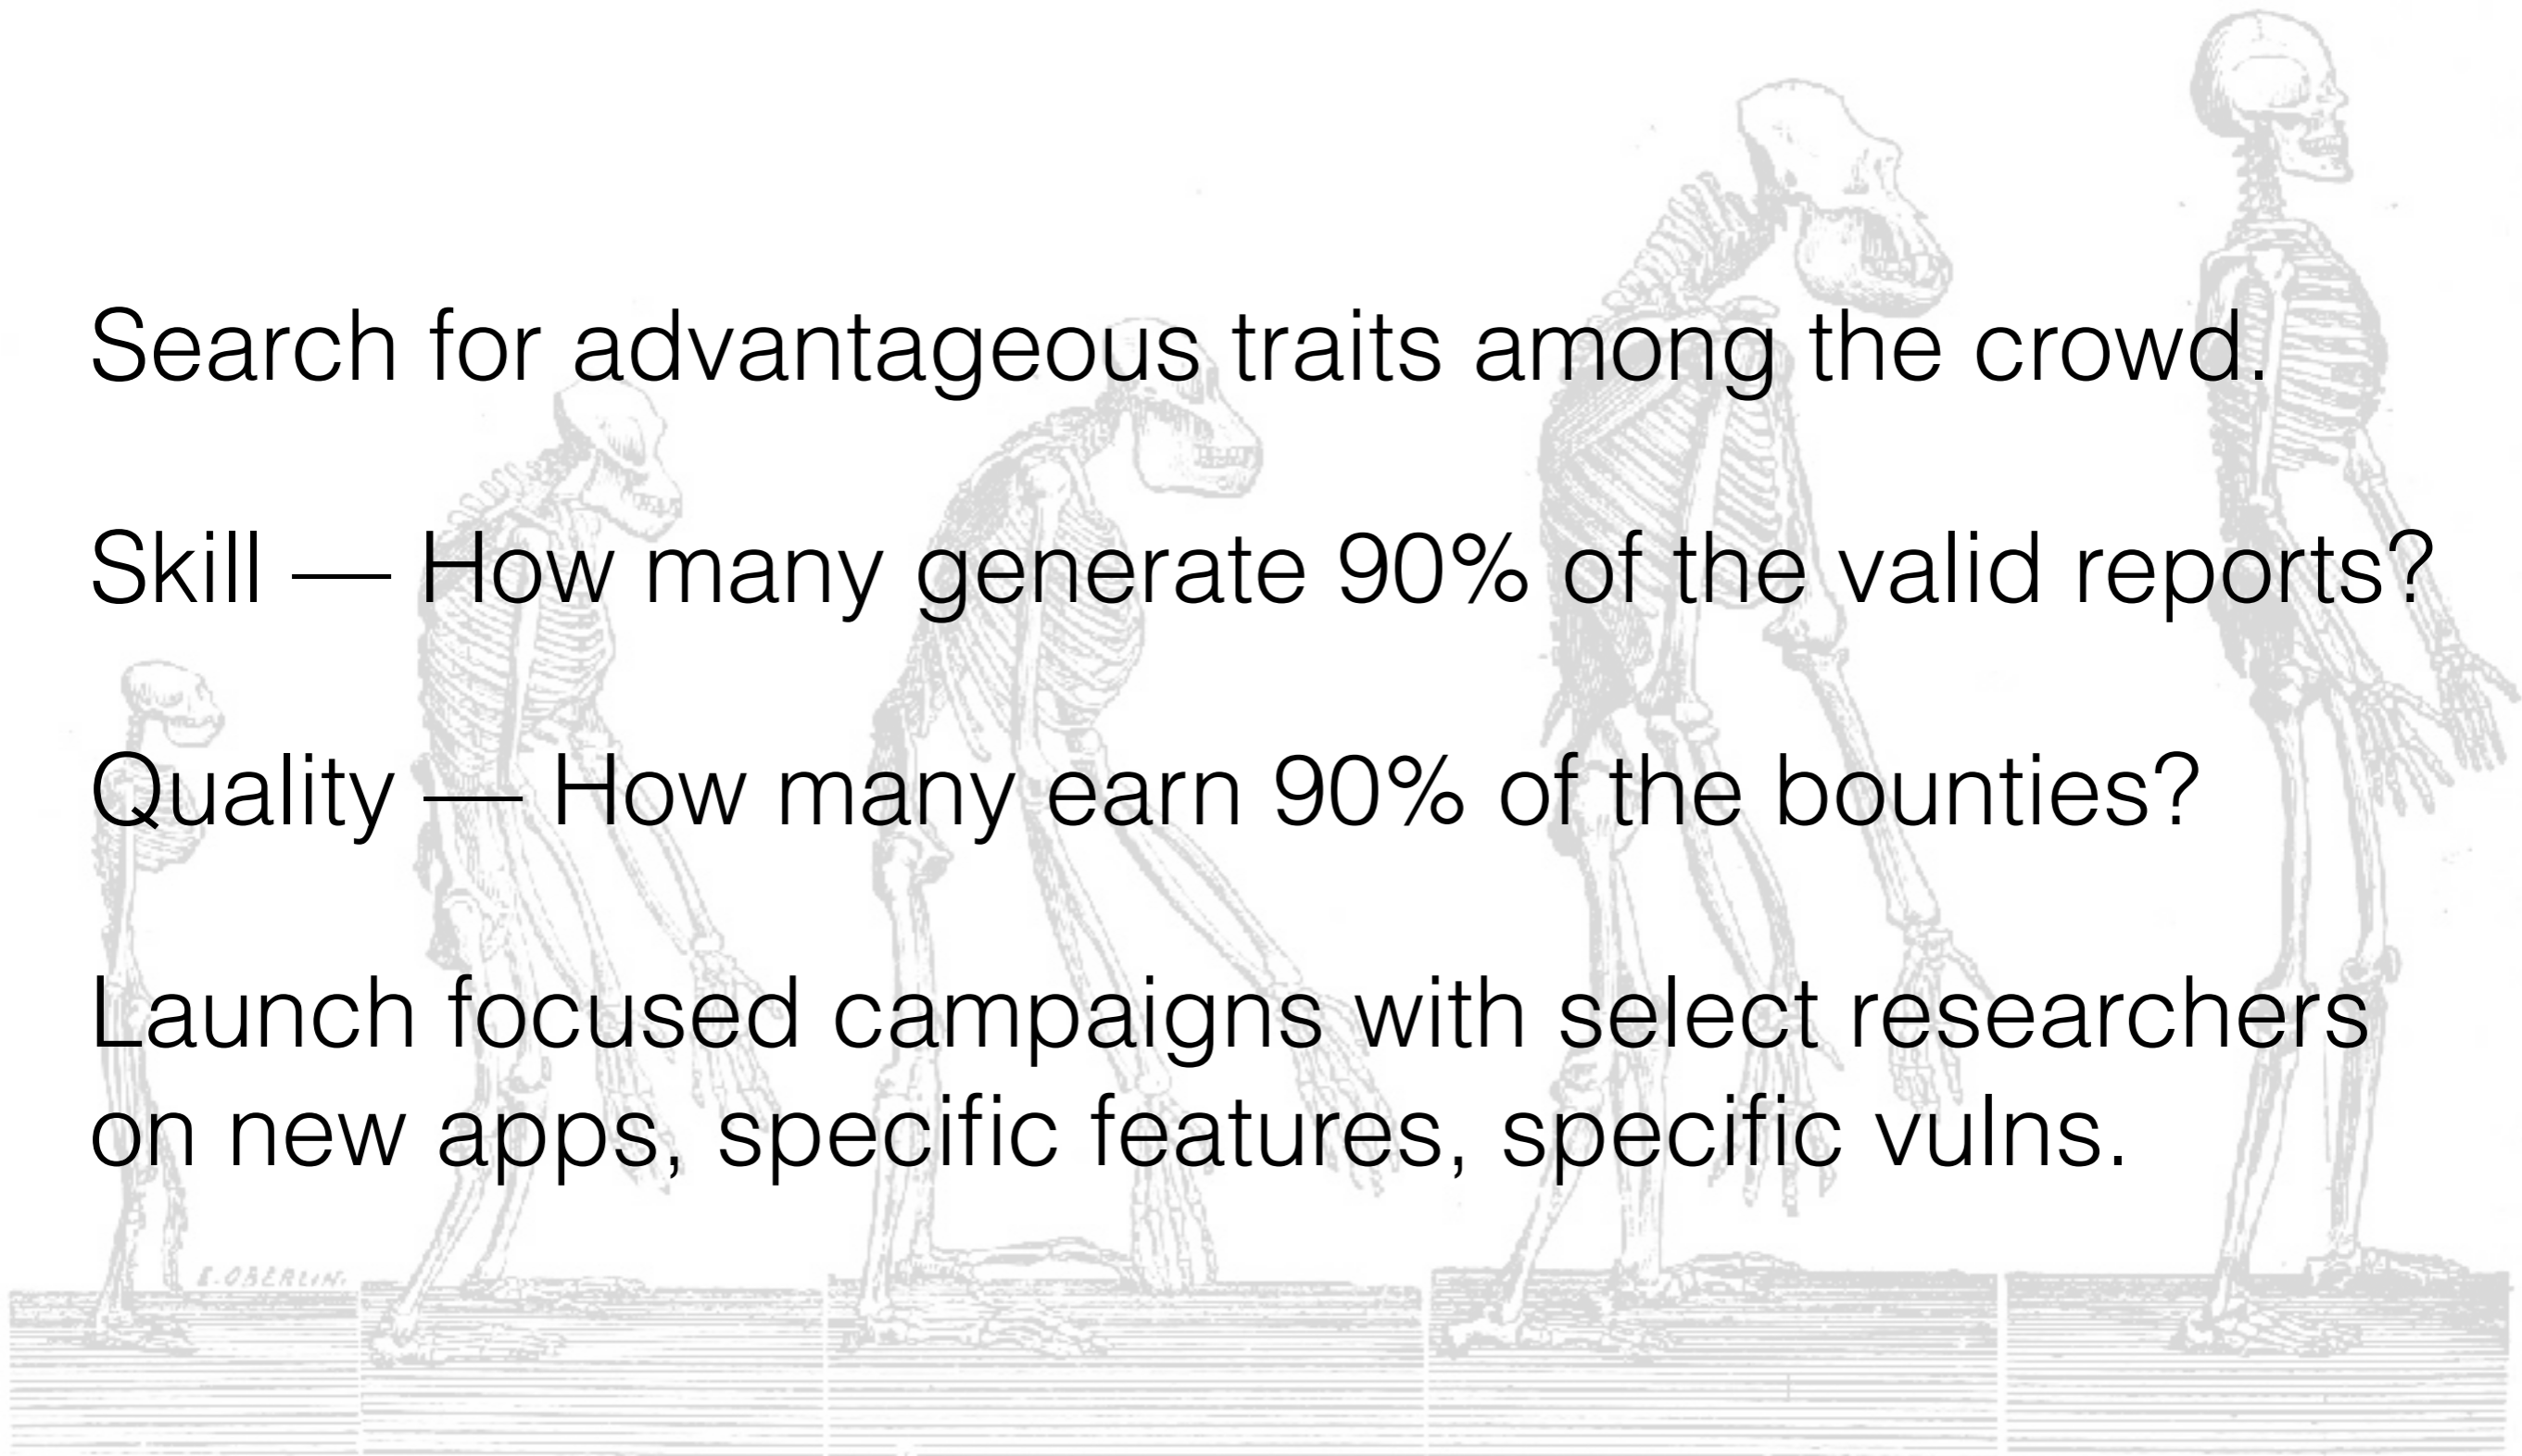 Search for advantageous traits among the crowd.
Skill — How many generate 90% of the valid reports?
Quality — How many earn 90% of the bounties?
Launch focused campaigns with select researchers
on new apps, specific features, specific vulns.
E. OBERLIN.